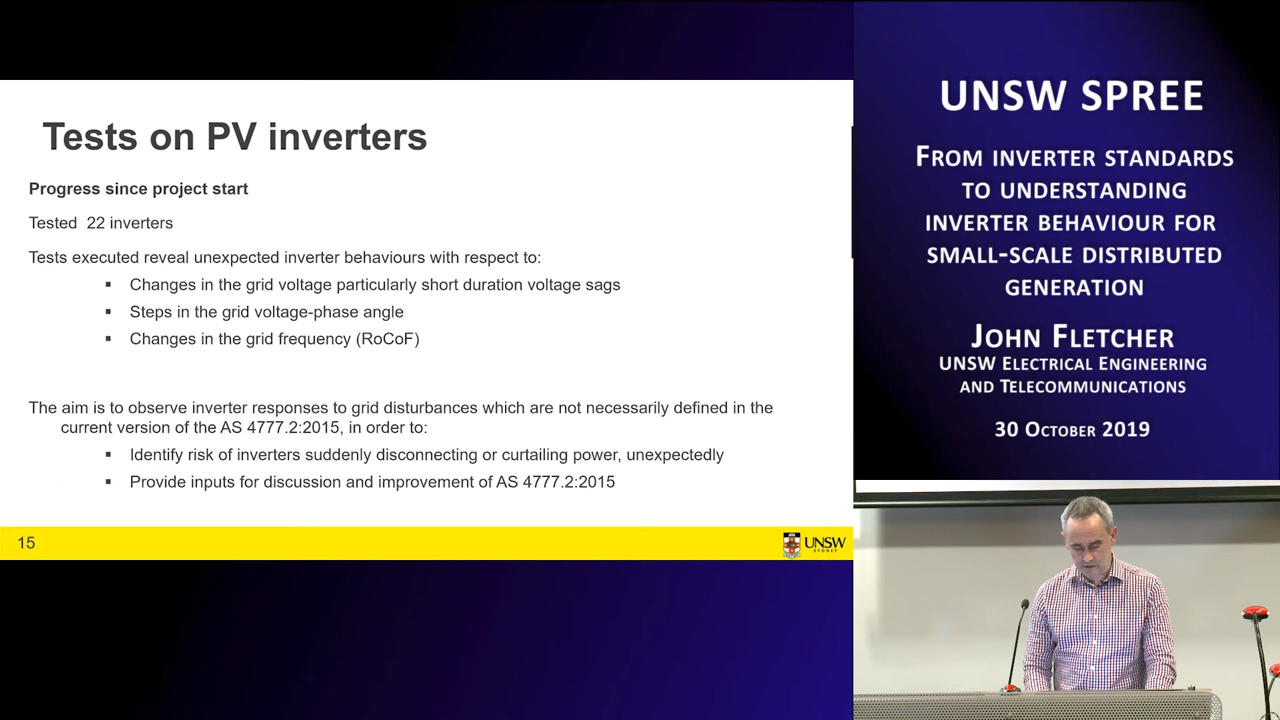 Tests on PV inverters
Progress since project start
Tested 22 inverters
Tests executed reveal unexpected inverter behaviours with respect to:
▪ Changes in the grid voltage particularly short duration voltage sags
▪ Steps in the grid voltage-phase angle
▪ Changes in the grid frequency (RoCoF)
The aim is to observe inverter responses to grid disturbances which are not necessarily defined in the
current version of the AS 4777.2:2015, in order to:
▪ Identify risk of inverters suddenly disconnecting or curtailing power, unexpectedly
▪ Provide inputs for discussion and improvement of AS 4777.2:2015
15
UNSW
SYDNEY
UNSW SPREE
From inverter standards
to understanding
inverter behaviour for
small-scale distributed
generation
John Fletcher
UNSW Electrical Engineering
and Telecommunications
30 October 2019